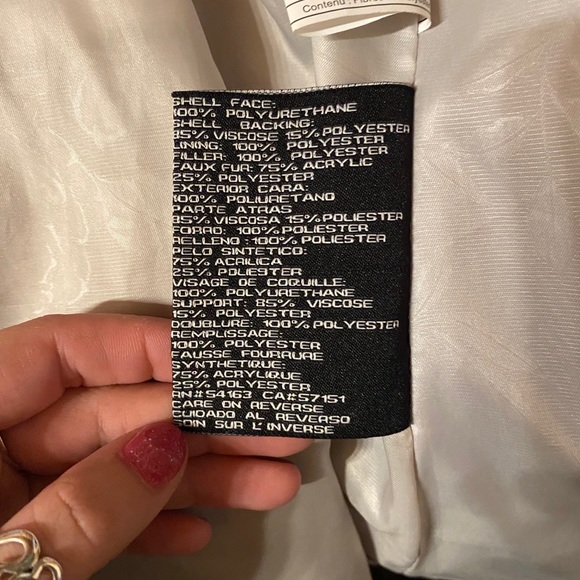 Contenu : Fibres
SHELL FACE:
100% POLYURETHANE
SHELL BACKING:
85% VISCOSE 15% POLYESTER
LINING: 100% POLYESTER
FILLER: 100% POLYESTER
FAUX FUR: 75% ACRYLIC
25% POLYESTER
EXTERIOR CARA:
100% POLIURETANO
PARTE ATRAS
85% VISCOSA 15% POLIESTER
FORRO: 100% POLIESTER
RELLENO : 100% POLIESTER
PELO SINTETICO:
75% ACRILICA
25% POLIESTER
VISAGE DE COQUILLE:
100% POLYURETHANE
SUPPORT: 85% VISCOSE
15% POLYESTER
DOUBLURE: 100% POLYESTER
REMPLISSAGE:
100% POLYESTER
FAUSSE FOURRURE
SYNTHETIQUE:
75% ACRYLIQUE
25% POLYESTER
RN#54163 CA#57151
CARE ON REVERSE
CUIDADO AL REVERSO
SOIN SUR L'INVERSE